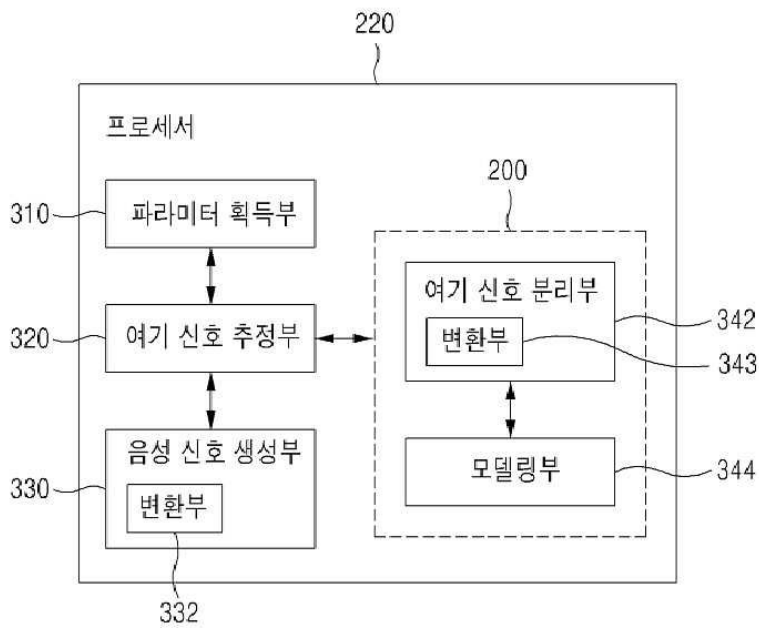 220
프로세서
200
310
파라미터 획득부
여기 신호 분리부
342
320
여기 신호 추정부
변환부
343
음성 신호 생성부
330
변환부
모델링부
344
332